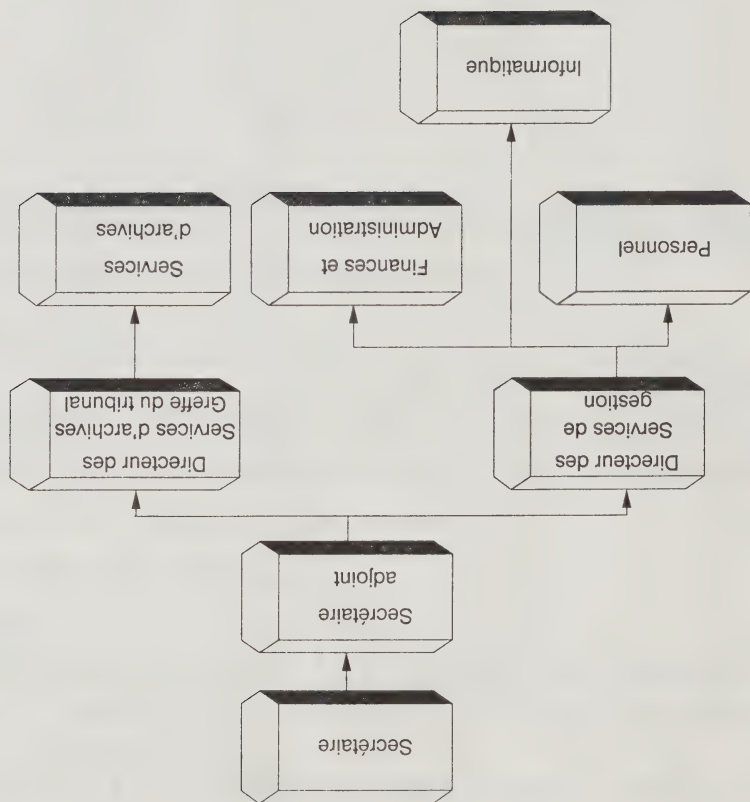 Secrétaire
Secrétaire
adjoint
Directeur des
Services de
gestion
Directeur des
Services d'archives
Greffe du tribunal
Personnel
Finances et
Administration
Services
d'archives
Informatique